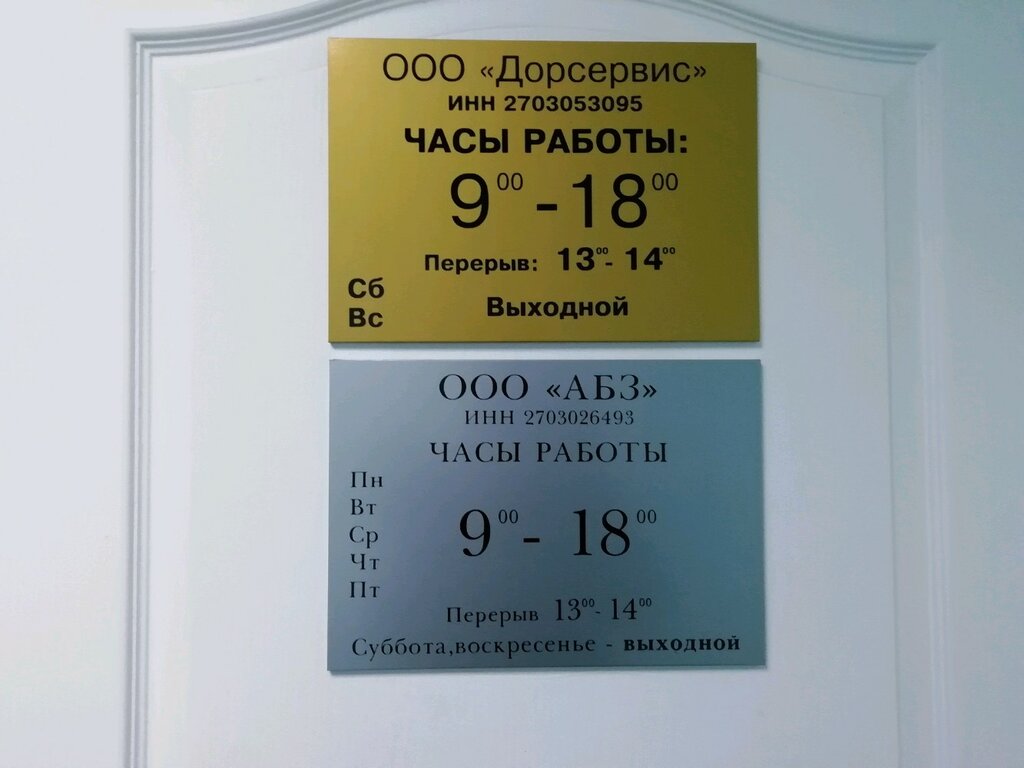 ООО «Дорсервис»
ИНН 2703053095
ЧАСЫ РАБОТЫ:
9⁰⁰ - 18⁰⁰
Перерыв: 13⁰⁰- 14⁰⁰
Сб
Вс
Выходной
ООО «АБЗ»
ИНН 2703026493
ЧАСЫ РАБОТЫ
Пн
Вт
Ср
Чт
Пт
9⁰⁰ - 18⁰⁰
Перерыв 13⁰⁰- 14⁰⁰
Суббота,воскресенье - выходной